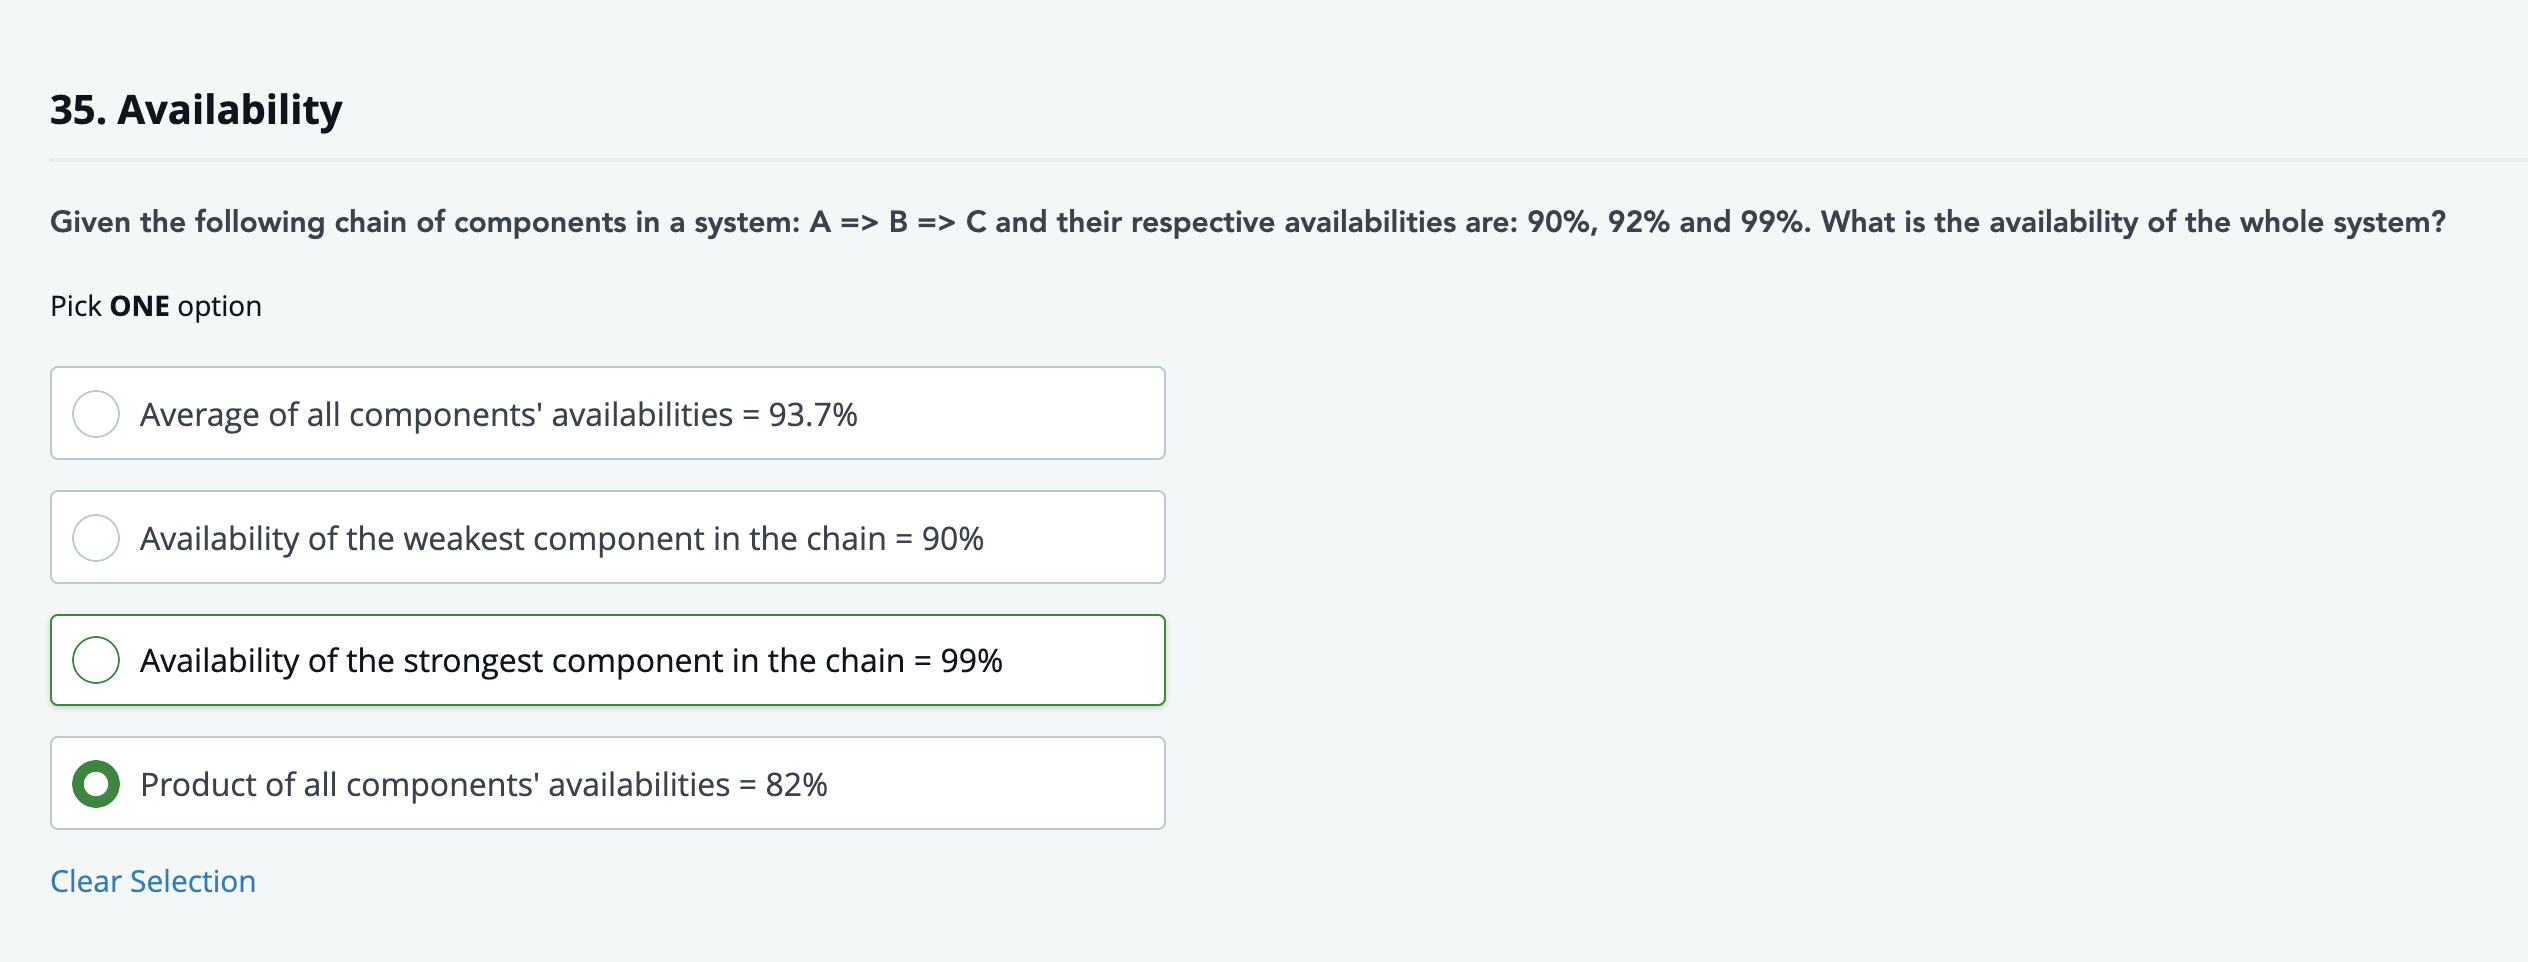 35. Availability
Given the following chain of components in a system: A => B => C and their respective availabilities are: 90%, 92% and 99%. What is the availability of the whole system?
Pick ONE option
Average of all components' availabilities = 93.7%
Availability of the weakest component in the chain = 90%
Availability of the strongest component in the chain = 99%
Product of all components' availabilities = 82%
Clear Selection